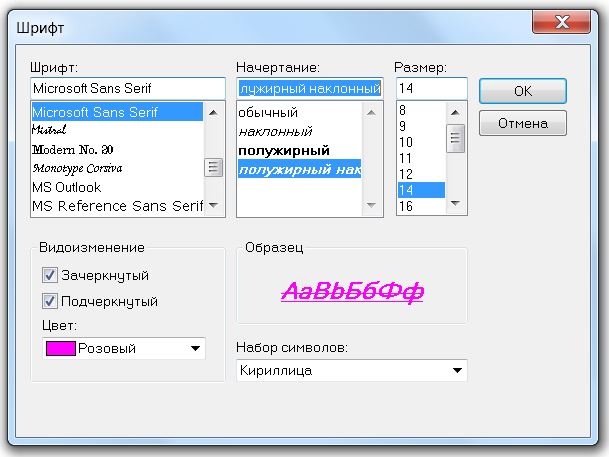 Шрифт
Шрифт:
Microsoft Sans Serif
Microsoft Sans Serif
Mistral
Modern No. 20
Monotype Corsiva
MS Outlook
MS Reference Sans Serif
Начертание:
лужирный наклонный
обычный
наклонный
полужирный
полужирный нак
Размер:
14
8
9
10
11
12
14
16
OK
Отмена
Видоизменение
Зачеркнутый
Подчеркнутый
Цвет:
Розовый
Образец
АаВbБбФф
Набор символов:
Кириллица